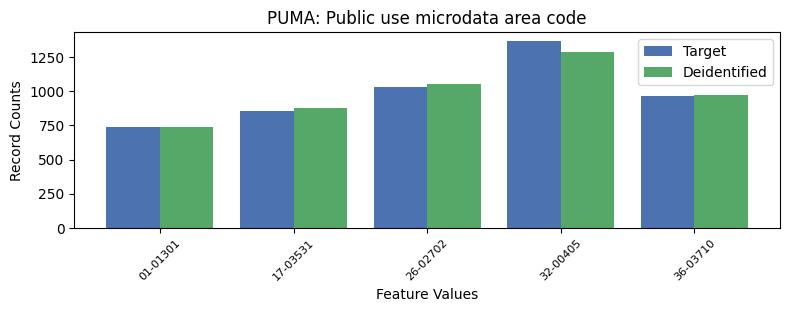 PUMA: Public use microdata area code
Record Counts
1250
1000
750
500
250
0
Target
Deidentified
01-01301
17-03531
26-02702
32-00405
36-03710
Feature Values